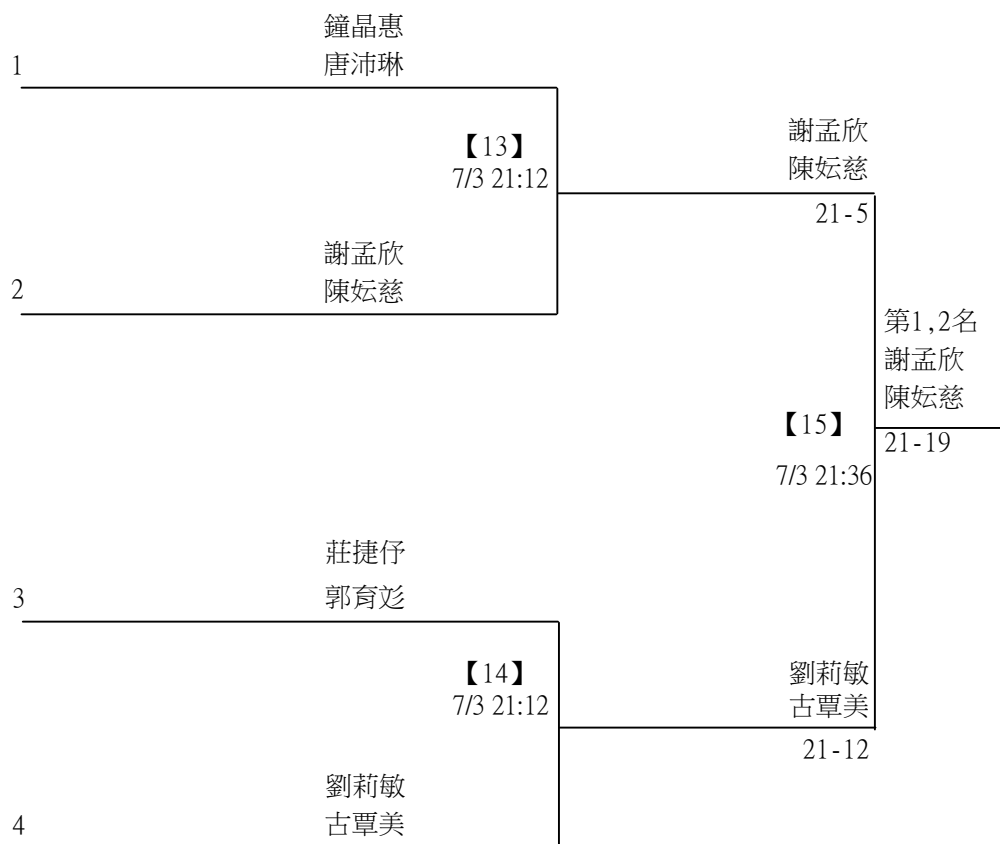 鐘晶惠
唐沛琳
1
【13】
7/3 21:12
謝孟欣
陳妘慈
21-5
謝孟欣
陳妘慈
2
第1,2名
謝孟欣
陳妘慈
【15】
21-19
7/3 21:36
莊捷伃
郭育彣
3
【14】
7/3 21:12
劉莉敏
古覃美
21-12
劉莉敏
古覃美
4